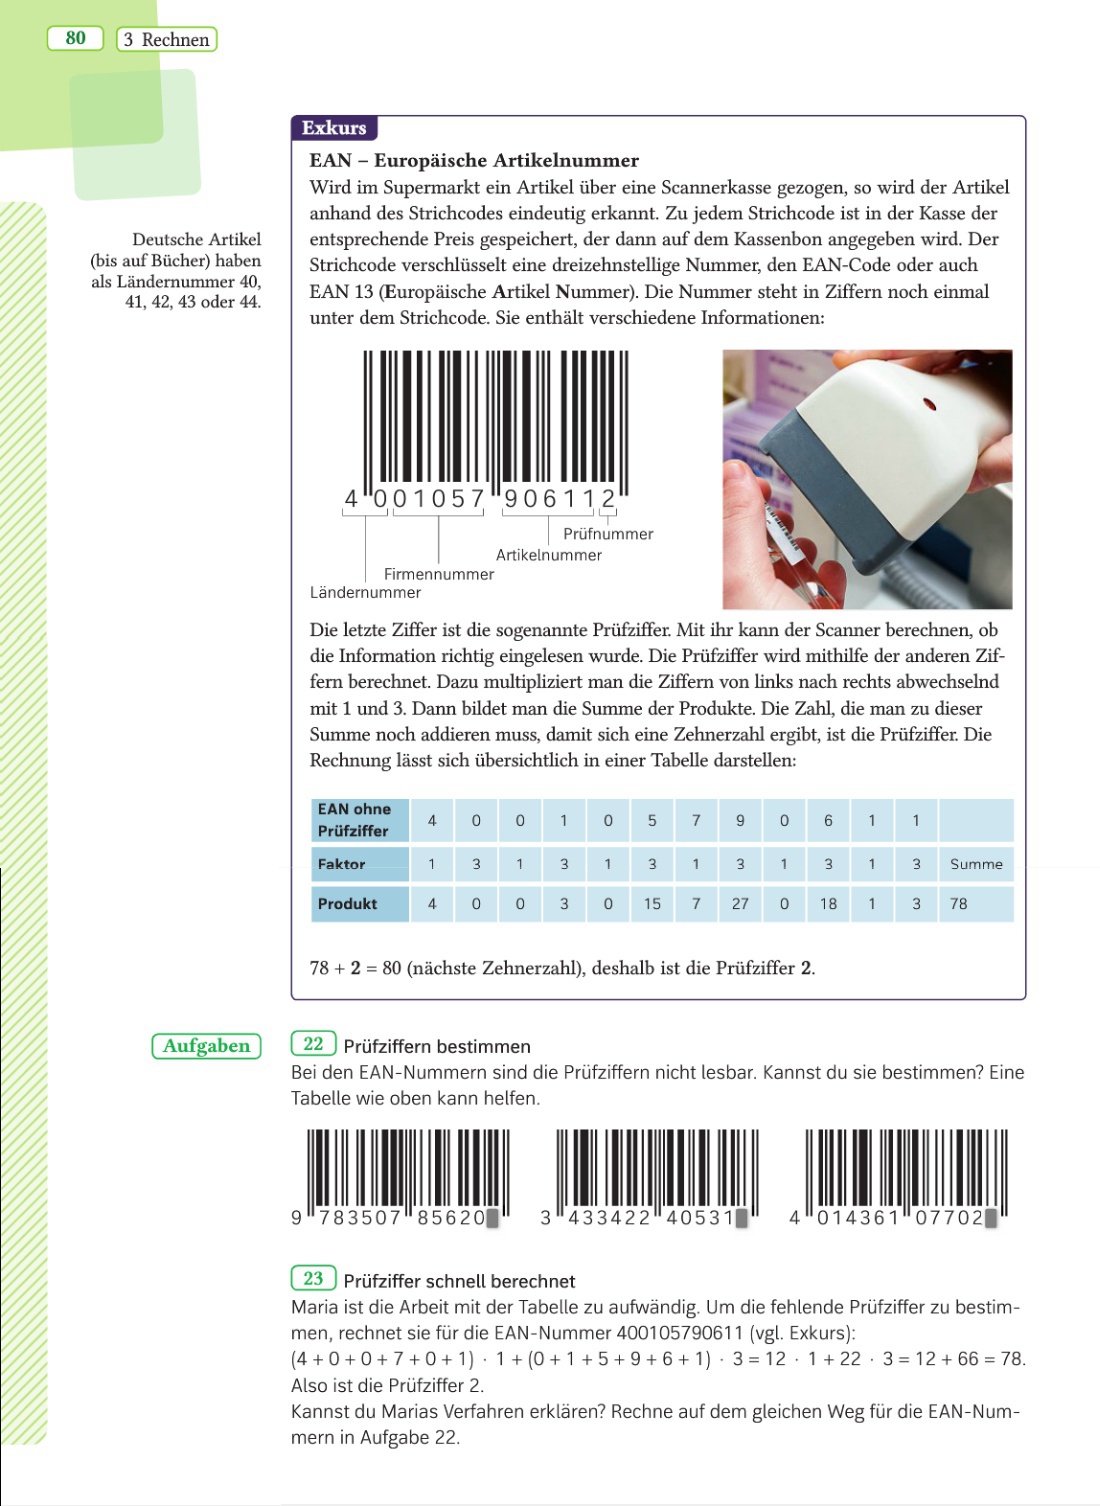 80
3 Rechnen
Exkurs
EAN – Europäische Artikelnummer
Wird im Supermarkt ein Artikel über eine Scannerkasse gezogen, so wird der Artikel
anhand des Strichcodes eindeutig erkannt. Zu jedem Strichcode ist in der Kasse der
entsprechende Preis gespeichert, der dann auf dem Kassenbon angegeben wird. Der
Strichcode verschlüsselt eine dreizehnstellige Nummer, den EAN-Code oder auch
EAN 13 (Europäische Artikel Nummer). Die Nummer steht in Ziffern noch einmal
unter dem Strichcode. Sie enthält verschiedene Informationen:
Deutsche Artikel
(bis auf Bücher) haben
als Ländernummer 40,
41, 42, 43 oder 44.
4 001057 906112
Prüfnummer
Artikelnummer
Firmennummer
Ländernummer
Die letzte Ziffer ist die sogenannte Prüfziffer. Mit ihr kann der Scanner berechnen, ob
die Information richtig eingelesen wurde. Die Prüfziffer wird mithilfe der anderen Zif-
fern berechnet. Dazu multipliziert man die Ziffern von links nach rechts abwechselnd
mit 1 und 3. Dann bildet man die Summe der Produkte. Die Zahl, die man zu dieser
Summe noch addieren muss, damit sich eine Zehnerzahl ergibt, ist die Prüfziffer. Die
Rechnung lässt sich übersichtlich in einer Tabelle darstellen:
EAN ohne
Prüfziffer 4 0 0 1 0 5 7 9 0 6 1 1
Faktor 1 3 1 3 1 3 1 3 1 3 1 3 Summe
Produkt 4 0 0 3 0 15 7 27 0 18 1 3 78
78 + 2 = 80 (nächste Zehnerzahl), deshalb ist die Prüfziffer 2.
Aufgaben
22 Prüfziffern bestimmen
Bei den EAN-Nummern sind die Prüfziffern nicht lesbar. Kannst du sie bestimmen? Eine
Tabelle wie oben kann helfen.
9 783507 85620
3 433422 40531
4 014361 07702
23 Prüfziffer schnell berechnet
Maria ist die Arbeit mit der Tabelle zu aufwändig. Um die fehlende Prüfziffer zu bestim-
men, rechnet sie für die EAN-Nummer 400105790611 (vgl. Exkurs):
(4 + 0 + 0 + 7 + 0 + 1) · 1 + (0 + 1 + 5 + 9 + 6 + 1) · 3 = 12 · 1 + 22 · 3 = 12 + 66 = 78.
Also ist die Prüfziffer 2.
Kannst du Marias Verfahren erklären? Rechne auf dem gleichen Weg für die EAN-Num-
mern in Aufgabe 22.